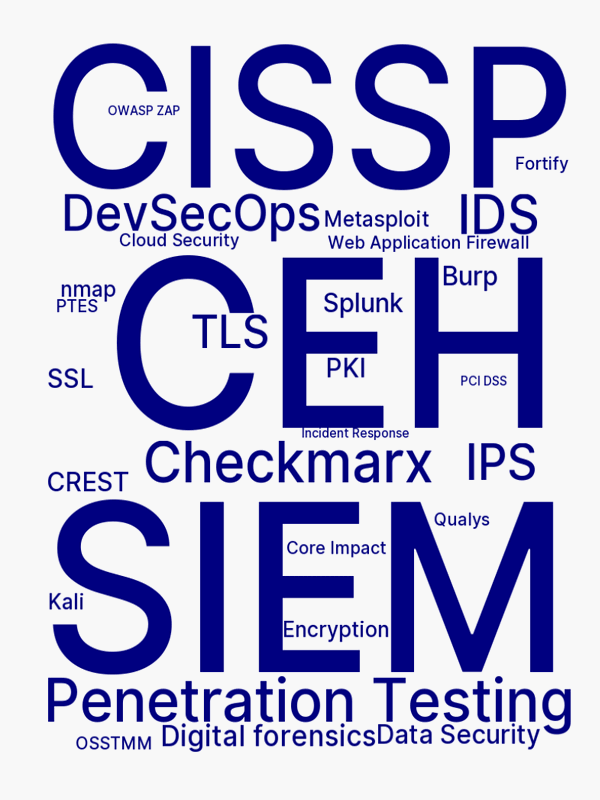 CISSP
OWASP ZAP
Fortify
DevSecOps
Metasploit
IDS
Cloud Security
Web Application Firewall
CEH
nmap
PTES
TLS
Splunk
Burp
PKI
SSL
PCI DSS
Incident Response
Checkmarx
IPS
CREST
SIEM
Qualys
Core Impact
Kali
Encryption
Penetration Testing
OSSTMM
Digital forensics
Data Security